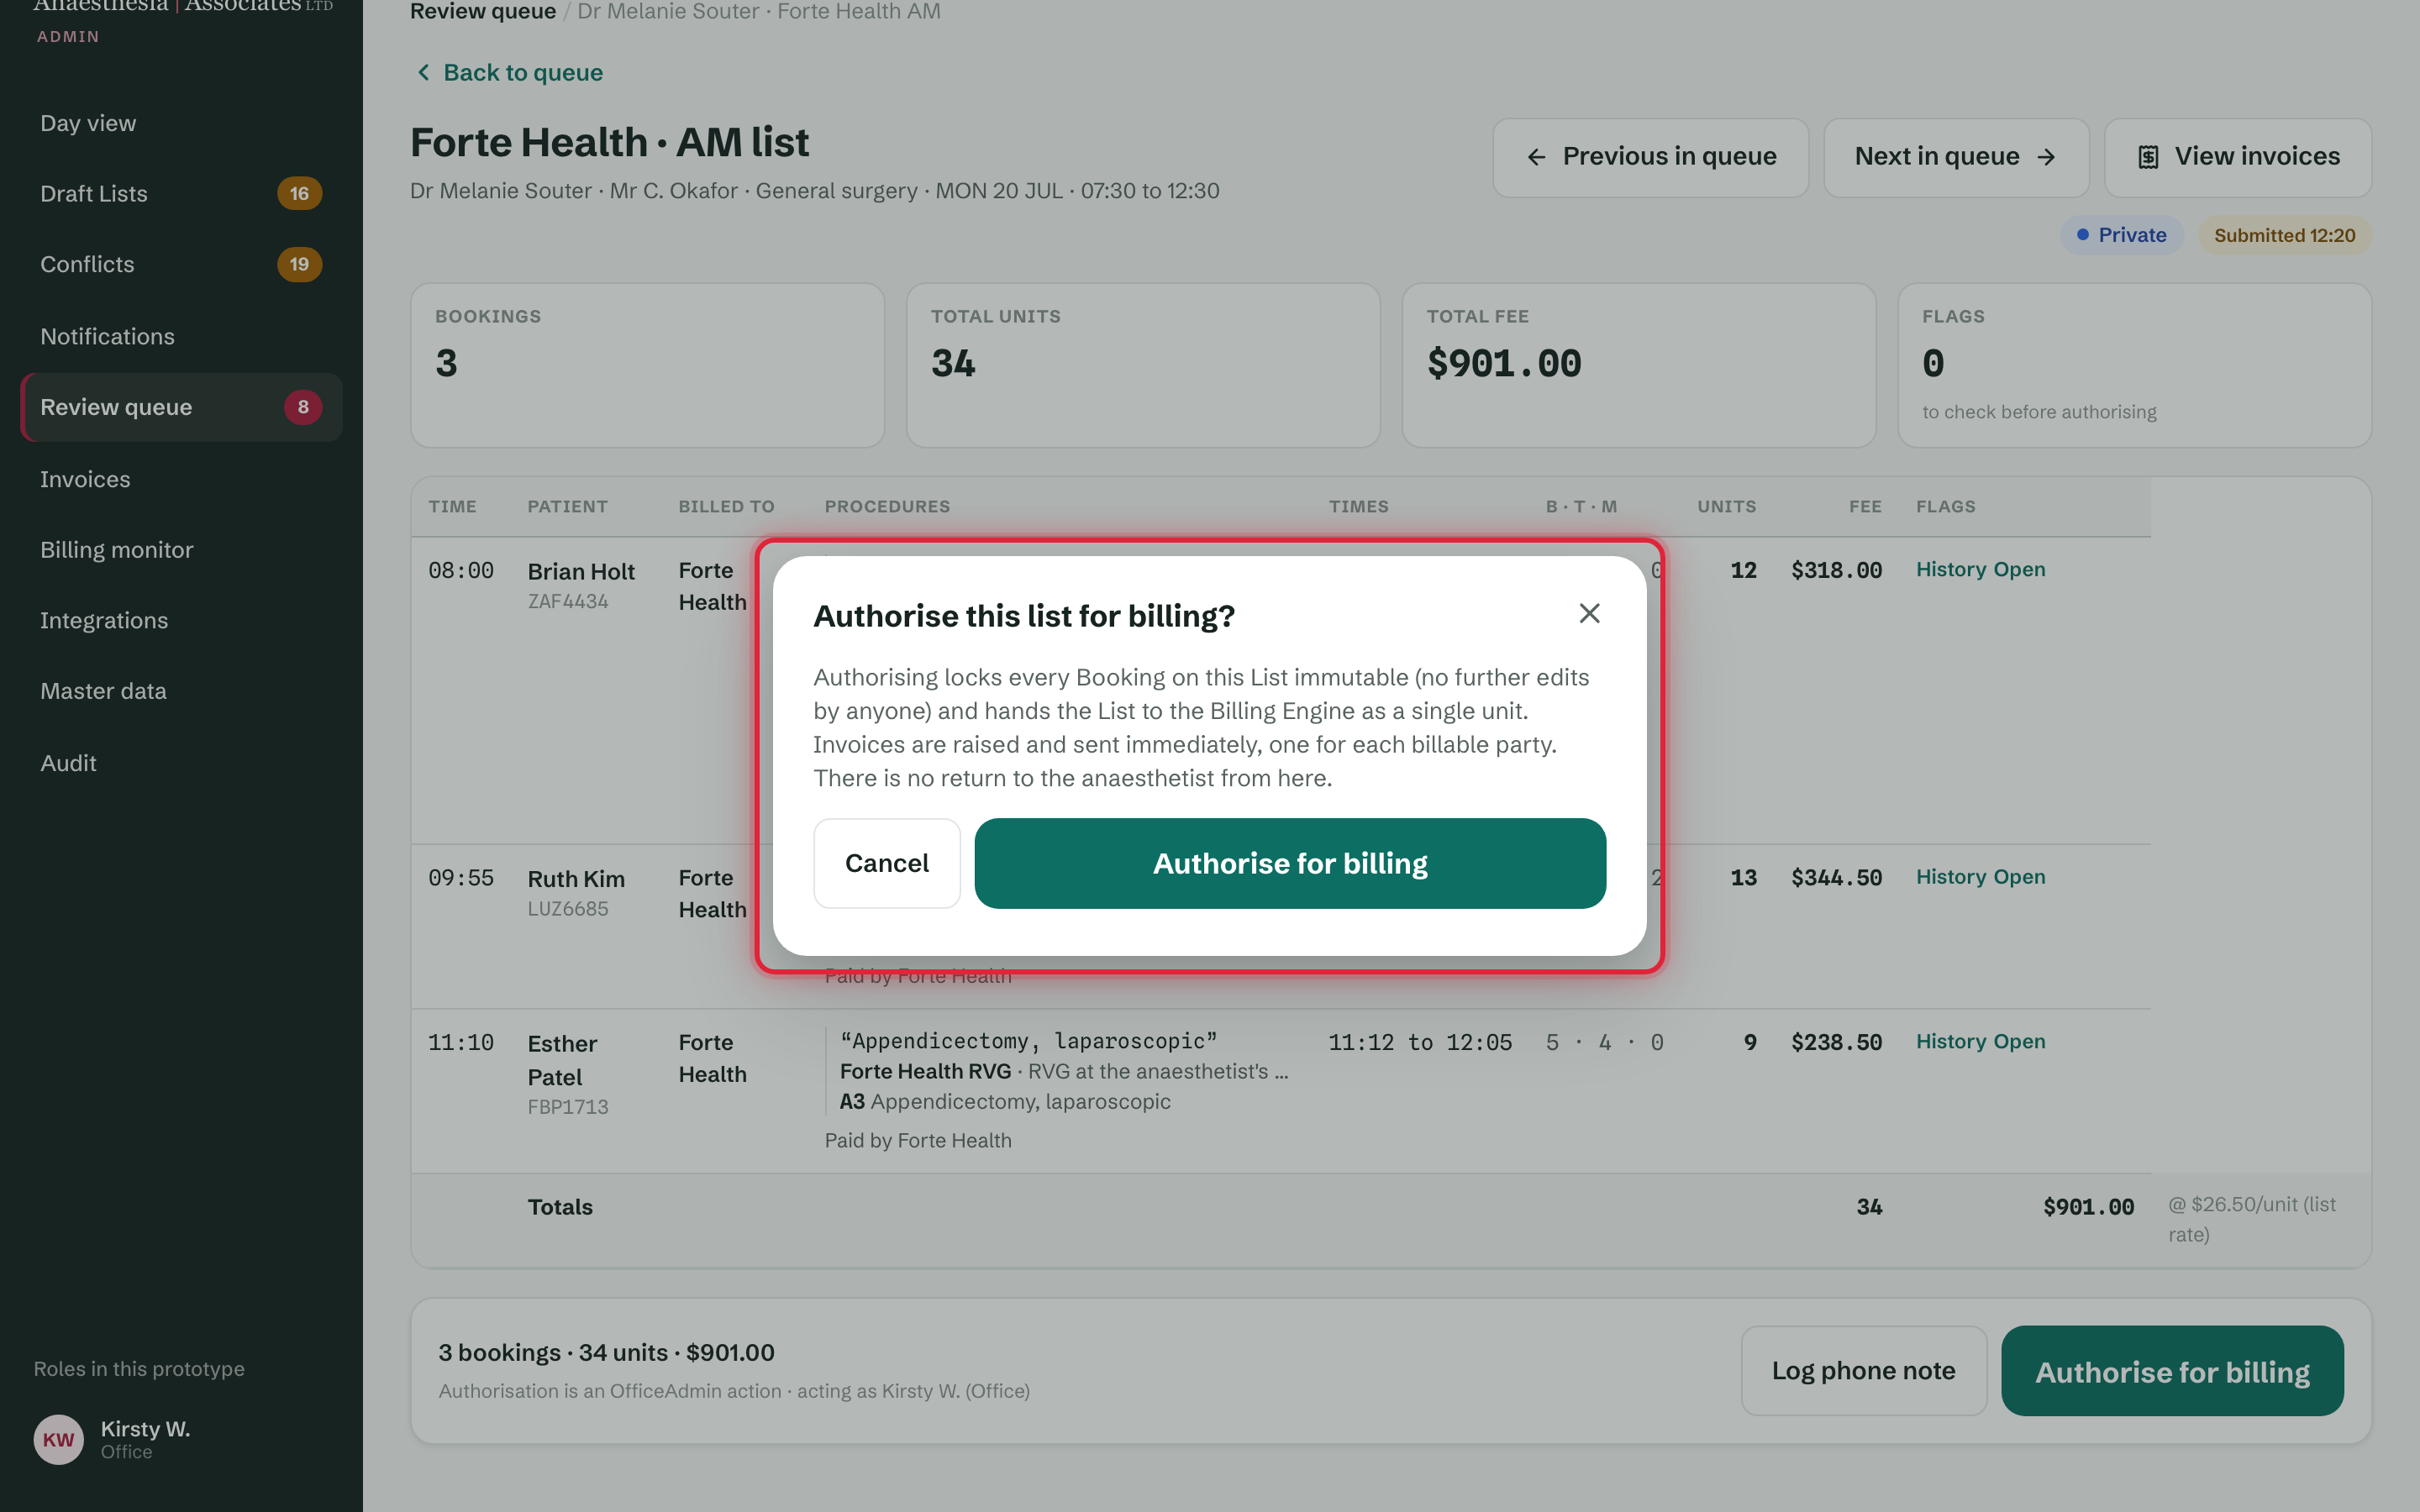 Anaesthesia | Associates LTD
ADMIN
Day view
Draft Lists 16
Conflicts 19
Notifications
Review queue 8
Invoices
Billing monitor
Integrations
Master data
Audit
Roles in this prototype
KW
Kirsty W.
Office
Review queue / Dr Melanie Souter · Forte Health AM
Back to queue
Forte Health · AM list
Dr Melanie Souter · Mr C. Okafor · General surgery · MON 20 JUL · 07:30 to 12:30
← Previous in queue
Next in queue →
View invoices
Private
Submitted 12:20
BOOKINGS
3
TOTAL UNITS
34
TOTAL FEE
$901.00
FLAGS
0
to check before authorising
TIME PATIENT BILLED TO PROCEDURES TIMES B · T · M UNITS FEE FLAGS
08:00 Brian Holt Forte 0 12 $318.00 History Open
ZAF4434 Health
Authorise this list for billing?
Authorising locks every Booking on this List immutable (no further edits
by anyone) and hands the List to the Billing Engine as a single unit.
Invoices are raised and sent immediately, one for each billable party.
There is no return to the anaesthetist from here.
Cancel
Authorise for billing
09:55 Ruth Kim Forte 2 13 $344.50 History Open
LUZ6685 Health
Paid by Forte Health
11:10 Esther Forte “Appendicectomy, laparoscopic” 11:12 to 12:05 5 · 4 · 0 9 $238.50 History Open
Patel Health Forte Health RVG · RVG at the anaesthetist's ...
FBP1713 A3 Appendicectomy, laparoscopic
Paid by Forte Health
Totals 34 $901.00 @ $26.50/unit (list
rate)
3 bookings · 34 units · $901.00
Authorisation is an OfficeAdmin action · acting as Kirsty W. (Office)
Log phone note
Authorise for billing